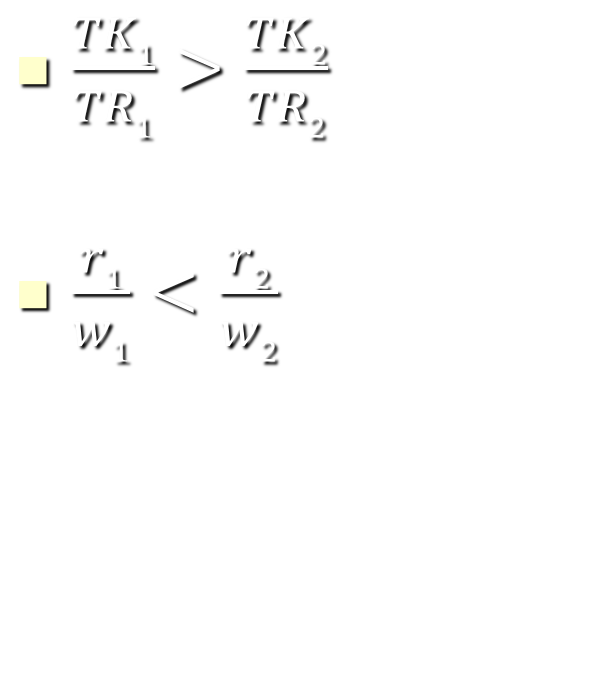 TK₁/TR₁ > TK₂/TR₂
r₁/w₁ < r₂/w₂